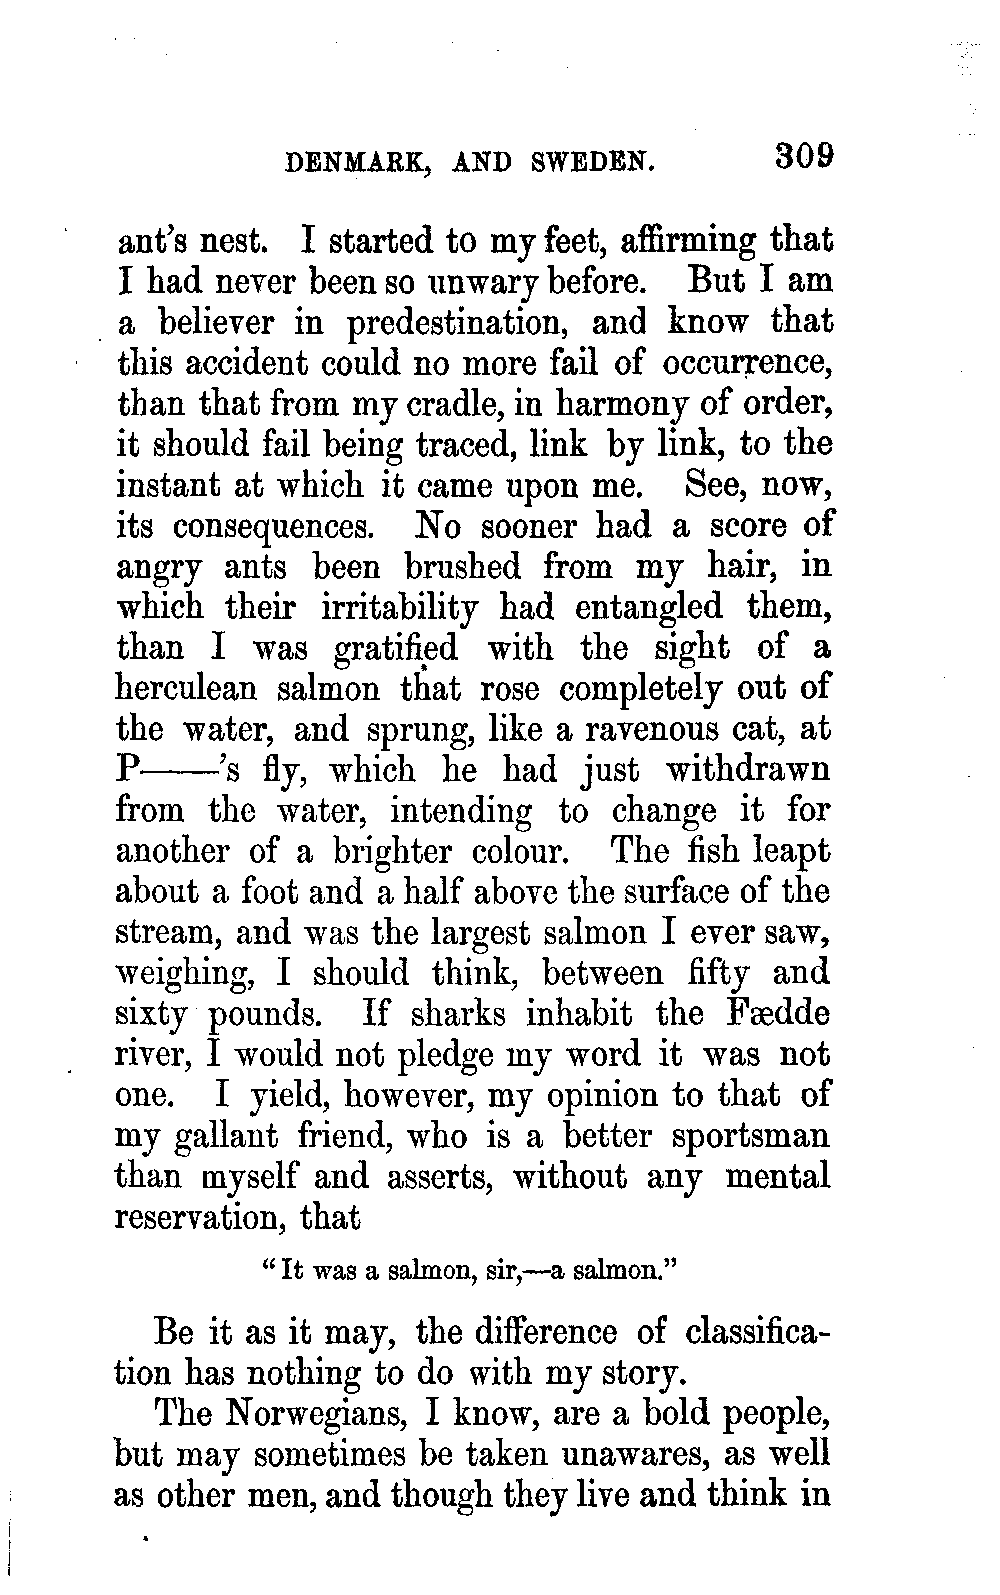 DENMARK, AND SWEDEN. 309
ant's nest. I started to my feet, affirming that
I had never been so unwary before. But I am
a believer in predestination, and know that
this accident could no more fail of occurrence,
than that from my cradle, in harmony of order,
it should fail being traced, link by link, to the
instant at which it came upon me. See, now,
its consequences. No sooner had a score of
angry ants been brushed from my hair, in
which their irritability had entangled them,
than I was gratified with the sight of a
herculean salmon that rose completely out of
the water, and sprung, like a ravenous cat, at
P——'s fly, which he had just withdrawn
from the water, intending to change it for
another of a brighter colour. The fish leapt
about a foot and a half above the surface of the
stream, and was the largest salmon I ever saw,
weighing, I should think, between fifty and
sixty pounds. If sharks inhabit the Fædde
river, I would not pledge my word it was not
one. I yield, however, my opinion to that of
my gallant friend, who is a better sportsman
than myself and asserts, without any mental
reservation, that
"It was a salmon, sir,—a salmon."
Be it as it may, the difference of classifica-
tion has nothing to do with my story.
The Norwegians, I know, are a bold people,
but may sometimes be taken unawares, as well
as other men, and though they live and think in